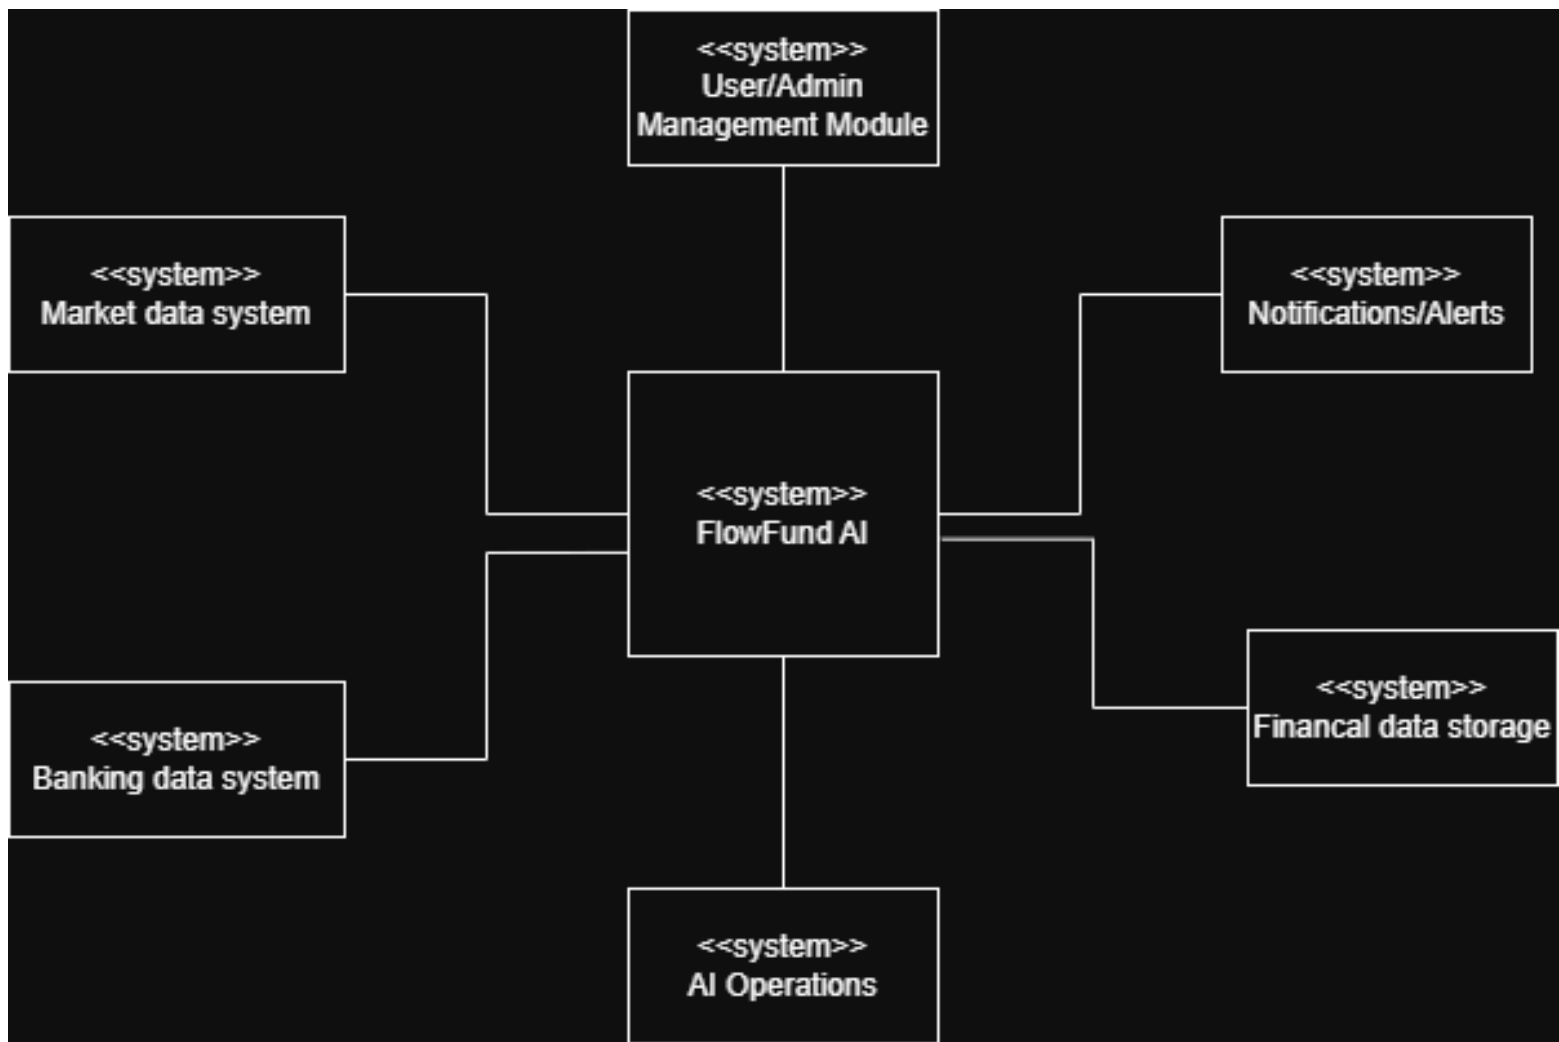 <<system>>
User/Admin
Management Module
<<system>>
Market data system
<<system>>
Notifications/Alerts
<<system>>
FlowFund AI
<<system>>
Financal data storage
<<system>>
Banking data system
<<system>>
AI Operations